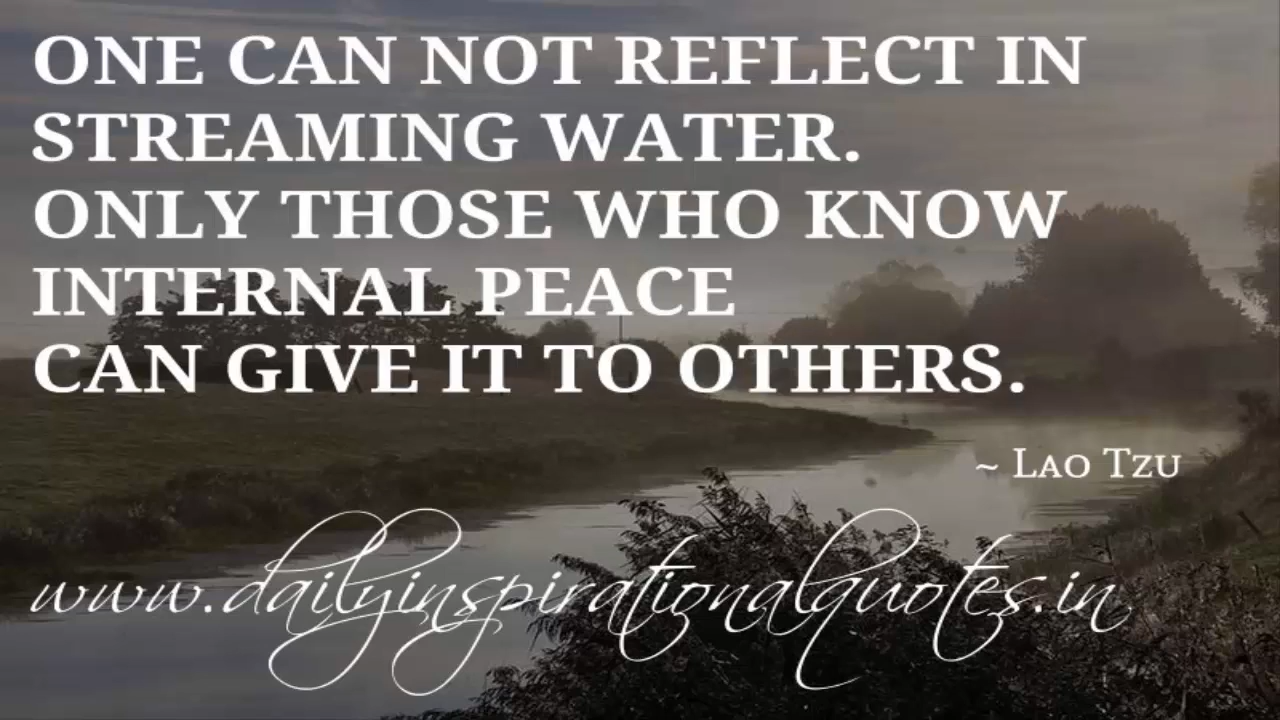 ONE CAN NOT REFLECT IN
STREAMING WATER.
ONLY THOSE WHO KNOW
INTERNAL PEACE
CAN GIVE IT TO OTHERS.
~ LAO TZU
www.dailyinspirationalquotes.in